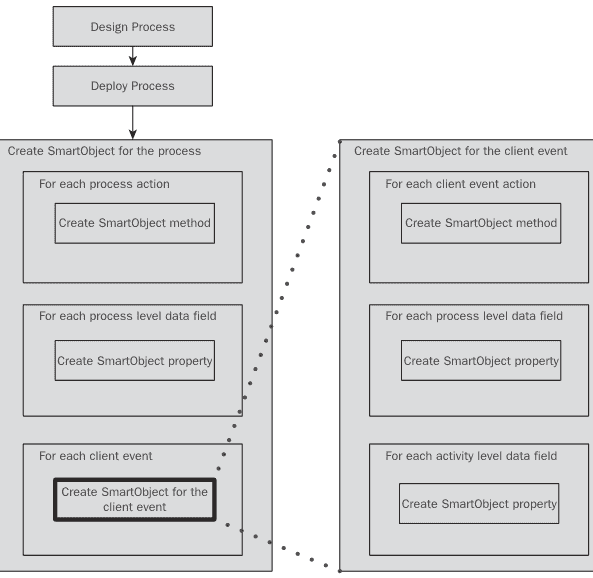 Design Process
Deploy Process
Create SmartObject for the process
For each process action
Create SmartObject method
For each process level data field
Create SmartObject property
For each client event
Create SmartObject for the
client event
Create SmartObject for the client event
For each client event action
Create SmartObject method
For each process level data field
Create SmartObject property
For each activity level data field
Create SmartObject property